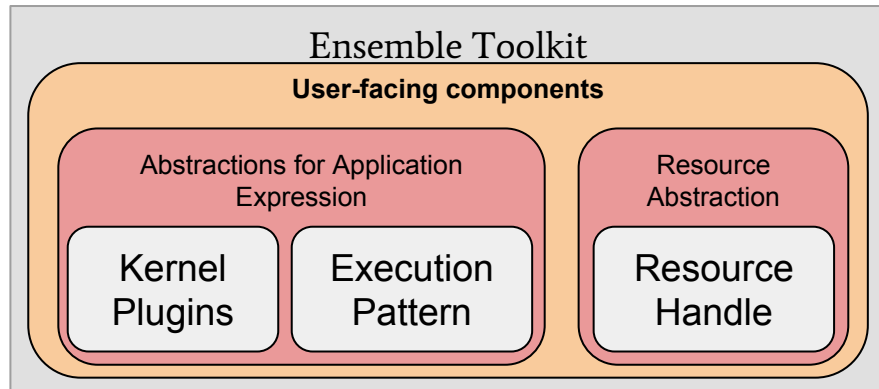 Ensemble Toolkit
User-facing components
Abstractions for Application
Expression
Kernel
Plugins
Execution
Pattern
Resource
Abstraction
Resource
Handle